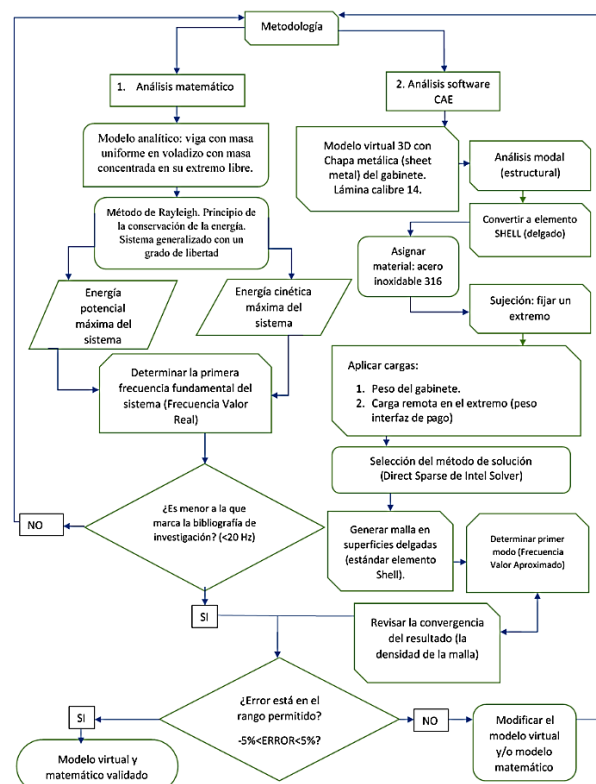 Metodología
1. Análisis matemático
2. Análisis software
CAE
Modelo analítico: viga con masa
uniforme en voladizo con masa
concentrada en su extremo libre.
Modelo virtual 3D con
Chapa metálica (sheet
metal) del gabinete.
Lámina calibre 14.
Análisis modal
(estructural)
Método de Rayleigh. Principio de
la conservación de la energía.
Sistema generalizado con un
grado de libertad
Convertir a elemento
SHELL (delgado)
Asignar
material: acero
inoxidable 316
Energía
potencial
máxima del
sistema
Energía cinética
máxima del
sistema
Sujeción: fijar un
extremo
Determinar la primera
frecuencia fundamental del
sistema (Frecuencia Valor
Real)
Aplicar cargas:
1. Peso del gabinete.
2. Carga remota en el extremo (peso
interfaz de pago)
Selección del método de solución
(Direct Sparse de Intel Solver)
¿Es menor a la que
marca la bibliografía de
investigación? (<20 Hz)
NO
Generar malla en
superficies delgadas
(estándar elemento
Shell).
Determinar primer
modo (Frecuencia
Valor Aproximado)
SI
Revisar la convergencia
del resultado (la
densidad de la malla)
¿Error está en el
rango permitido?
-5%<ERROR<5%?
SI
NO
Modificar el
modelo virtual
y/o modelo
matemático
Modelo virtual y
matemático validado